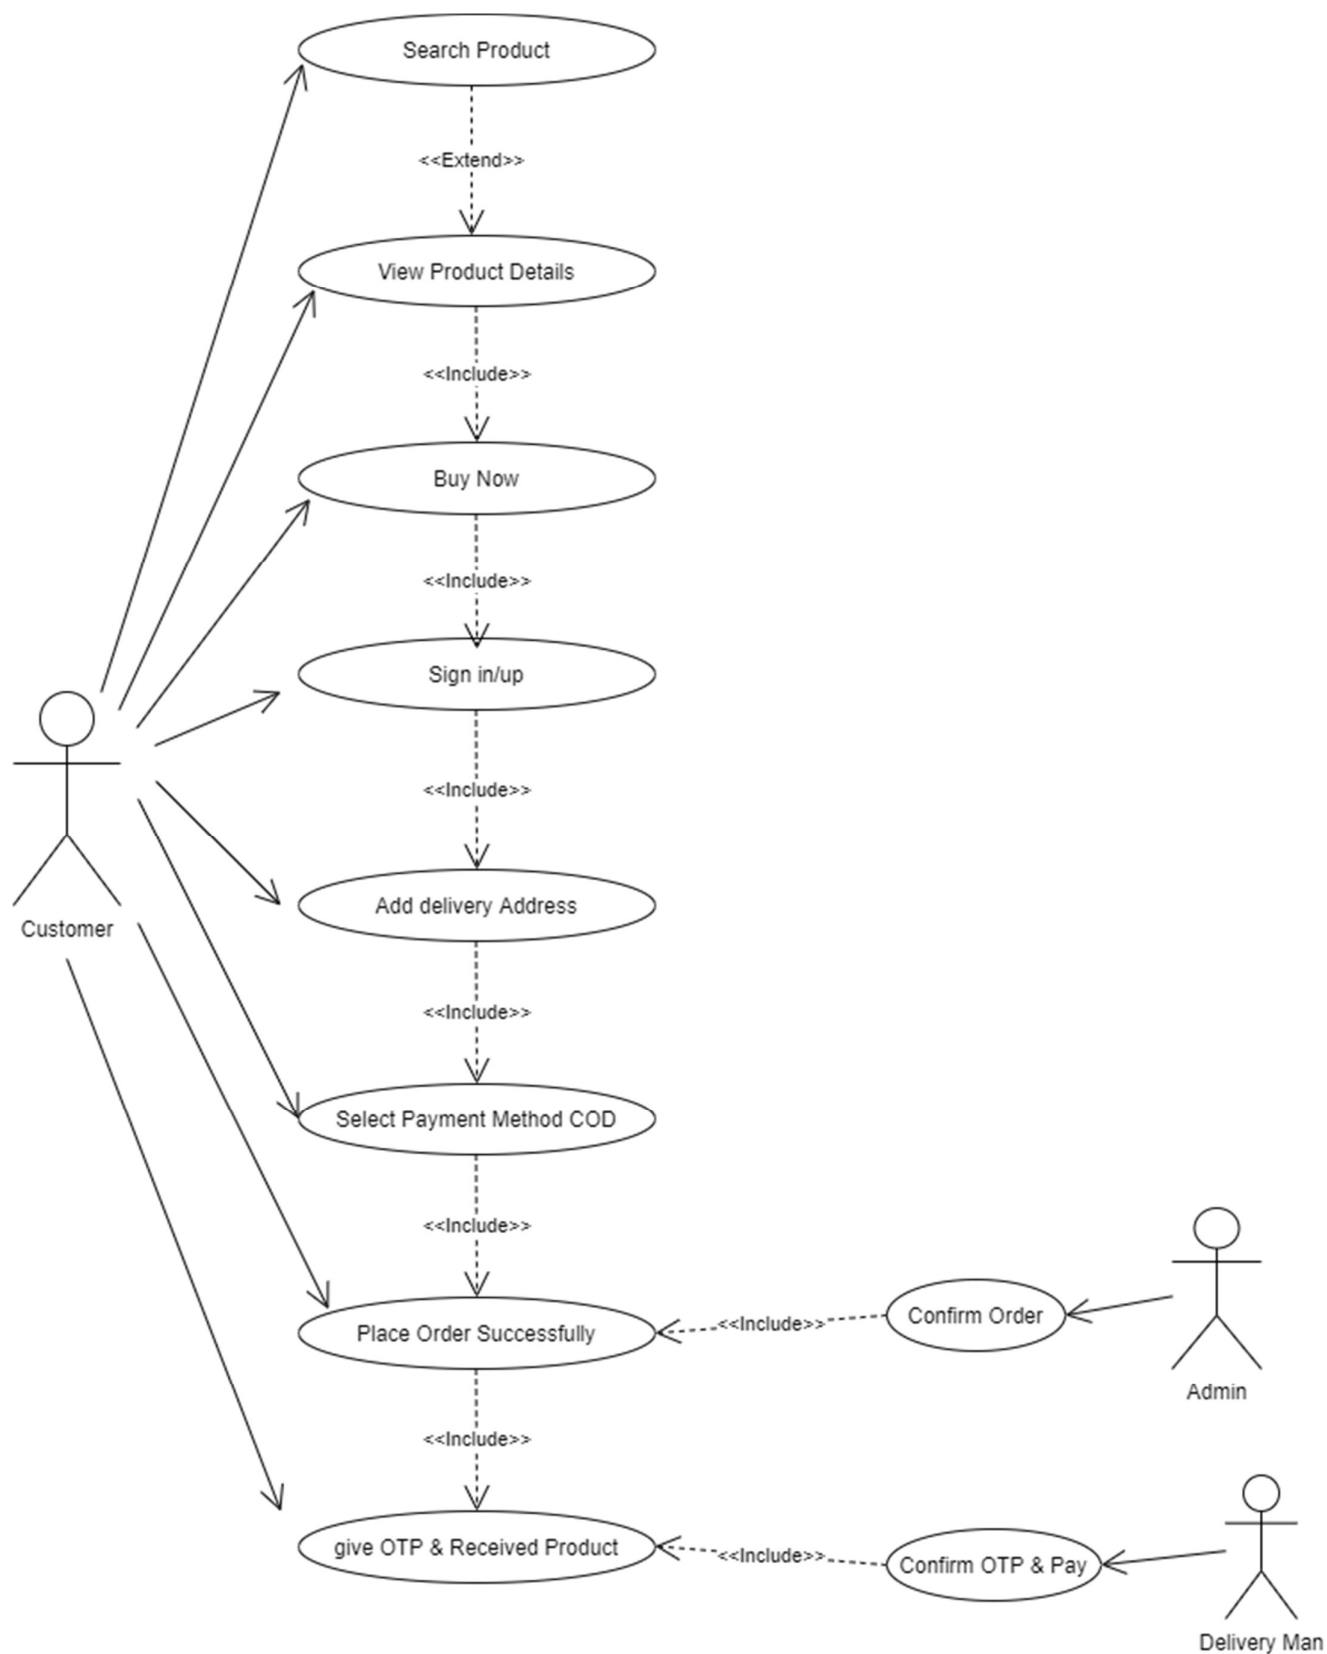 Search Product
<<Extend>>
View Product Details
<<Include>>
Buy Now
<<Include>>
Sign in/up
<<Include>>
Add delivery Address
Customer
<<Include>>
Select Payment Method COD
<<Include>>
Place Order Successfully
<<Include>>
Confirm Order
Admin
<<Include>>
give OTP & Received Product
<<Include>>
Confirm OTP & Pay
Delivery Man